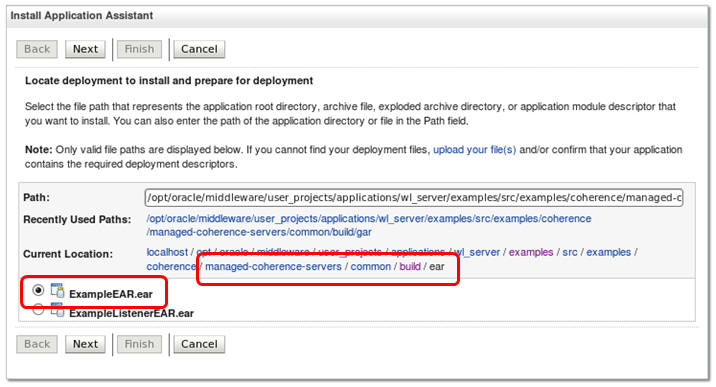 Install Application Assistant
Back Next Finish Cancel
Locate deployment to install and prepare for deployment
Select the file path that represents the application root directory, archive file, exploded archive directory, or application module descriptor that
you want to install. You can also enter the path of the application directory or file in the Path field.
Note: Only valid file paths are displayed below. If you cannot find your deployment files, upload your file(s) and/or confirm that your application
contains the required deployment descriptors.
Path: /opt/oracle/middleware/user_projects/applications/wl_server/examples/src/examples/coherence/managed-c
Recently Used Paths: /opt/oracle/middleware/user_projects/applications/wl_server/examples/src/examples/coherence
/managed-coherence-servers/common/build/gar
Current Location: localhost / opt / oracle / middleware / user_projects / applications / wl_server / examples / src / examples /
coherence / managed-coherence-servers / common / build / ear
ExampleEAR.ear
ExampleListenerEAR.ear
Back Next Finish Cancel